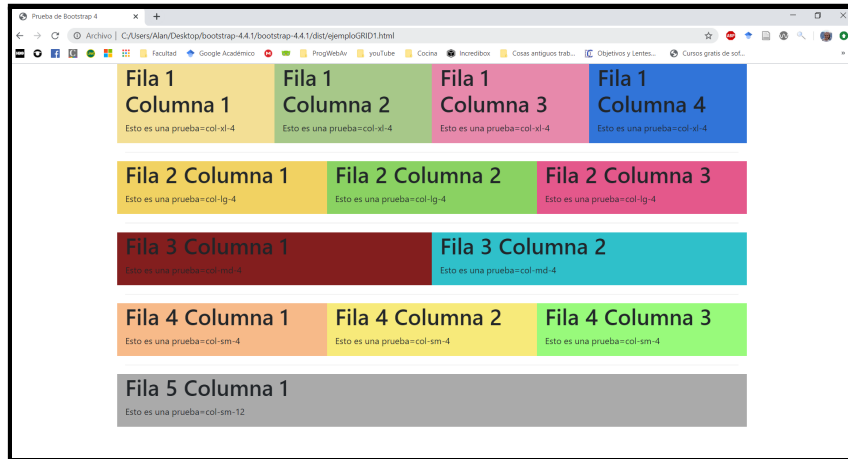 Prueba de Bootstrap 4
Archivo | C:/Users/Alan/Desktop/bootstrap-4.4.1/bootstrap-4.4.1/dist/ejemploGRID1.html
Facultad Google Académico ProgWebAv youTube Cocina Incredibox Cosas antiguos trab... Objetivos y Lentes... Cursos gratis de sof...
Fila 1 Fila 1 Fila 1 Fila 1
Columna 1 Columna 2 Columna 3 Columna 4
Esto es una prueba=col-xl-4 Esto es una prueba=col-xl-4 Esto es una prueba=col-xl-4 Esto es una prueba=col-xl-4
Fila 2 Columna 1 Fila 2 Columna 2 Fila 2 Columna 3
Esto es una prueba=col-lg-4 Esto es una prueba=col-lg-4 Esto es una prueba=col-lg-4
Fila 3 Columna 1 Fila 3 Columna 2
Esto es una prueba=col-md-4 Esto es una prueba=col-md-4
Fila 4 Columna 1 Fila 4 Columna 2 Fila 4 Columna 3
Esto es una prueba=col-sm-4 Esto es una prueba=col-sm-4 Esto es una prueba=col-sm-4
Fila 5 Columna 1
Esto es una prueba=col-sm-12